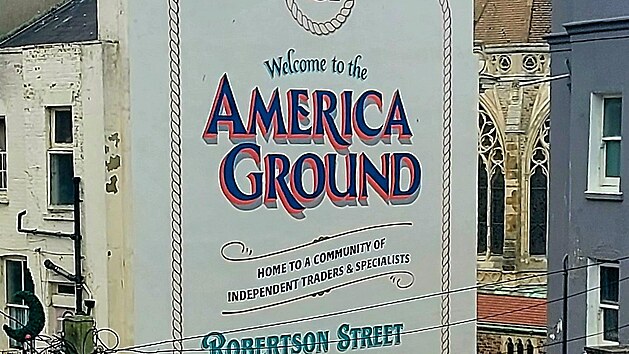 Welcome to the
AMERICA
GROUND
HOME TO A COMMUNITY OF
INDEPENDENT TRADERS & SPECIALISTS
ROBERTSON STREET